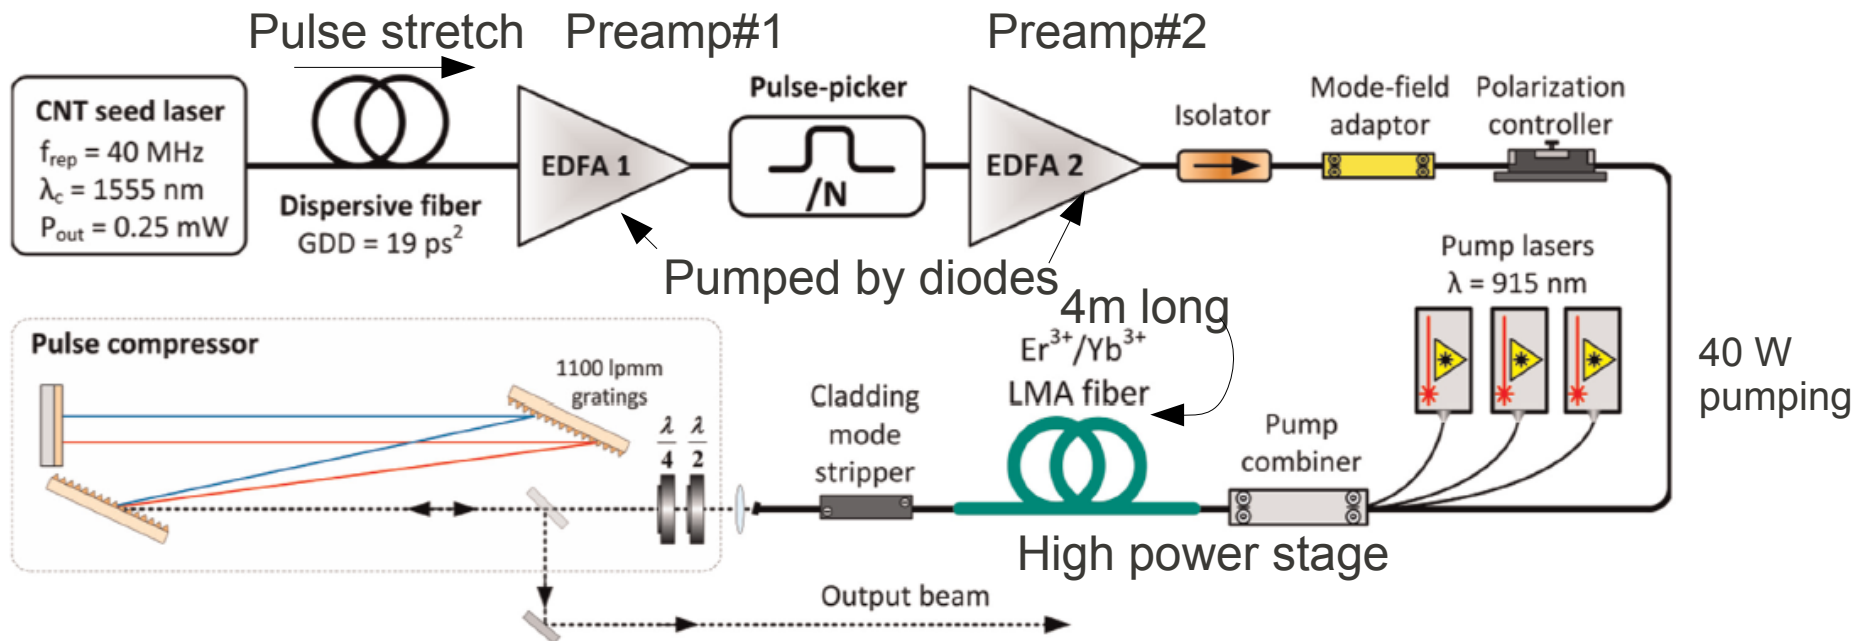 Pulse stretch
Preamp#1
Preamp#2
CNT seed laser
f_rep = 40 MHz
λ_c = 1555 nm
P_out = 0.25 mW
Dispersive fiber
GDD = 19 ps²
EDFA 1
Pulse-picker
/N
EDFA 2
Isolator
Mode-field
adaptor
Polarization
controller
Pumped by diodes
Pump lasers
λ = 915 nm
40 W
pumping
4m long
Er³⁺/Yb³⁺
LMA fiber
Pump
combiner
High power stage
Cladding
mode
stripper
Pulse compressor
1100 lpmm
gratings
λ/4
λ/2
Output beam